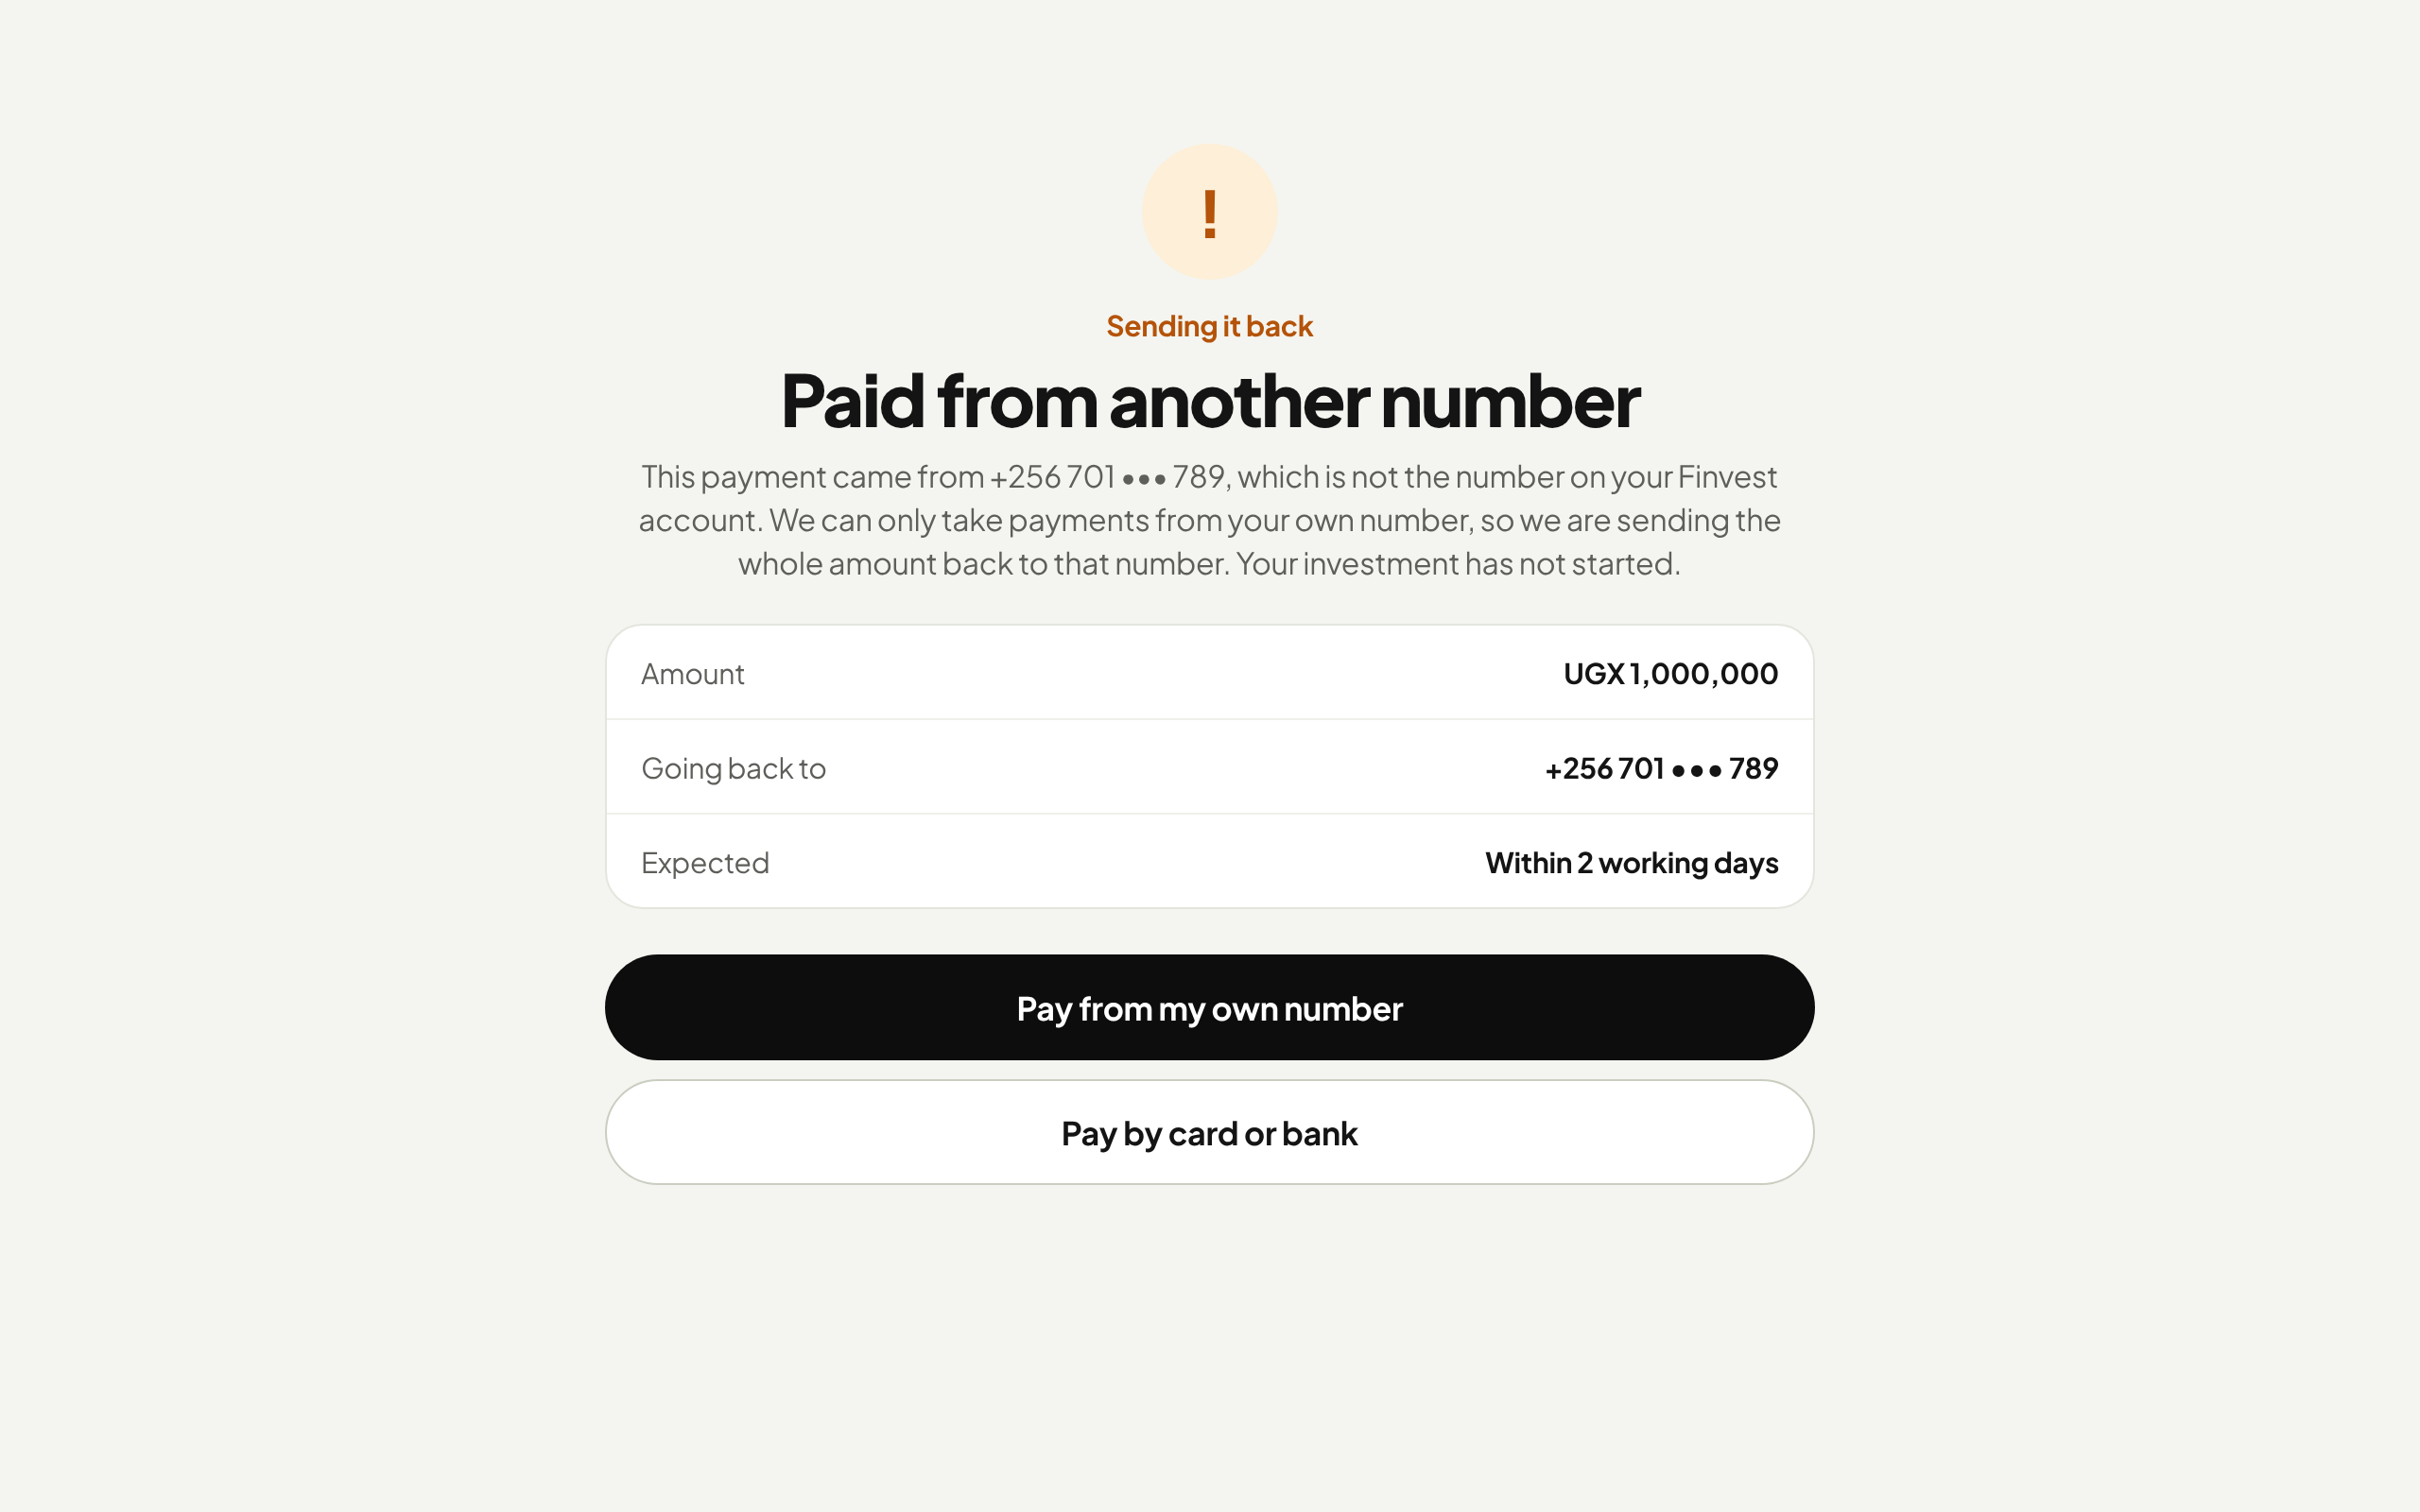 !
Sending it back
Paid from another number
This payment came from +256 701 ••• 789, which is not the number on your Finvest
account. We can only take payments from your own number, so we are sending the
whole amount back to that number. Your investment has not started.
Amount UGX 1,000,000
Going back to +256 701 ••• 789
Expected Within 2 working days
Pay from my own number
Pay by card or bank